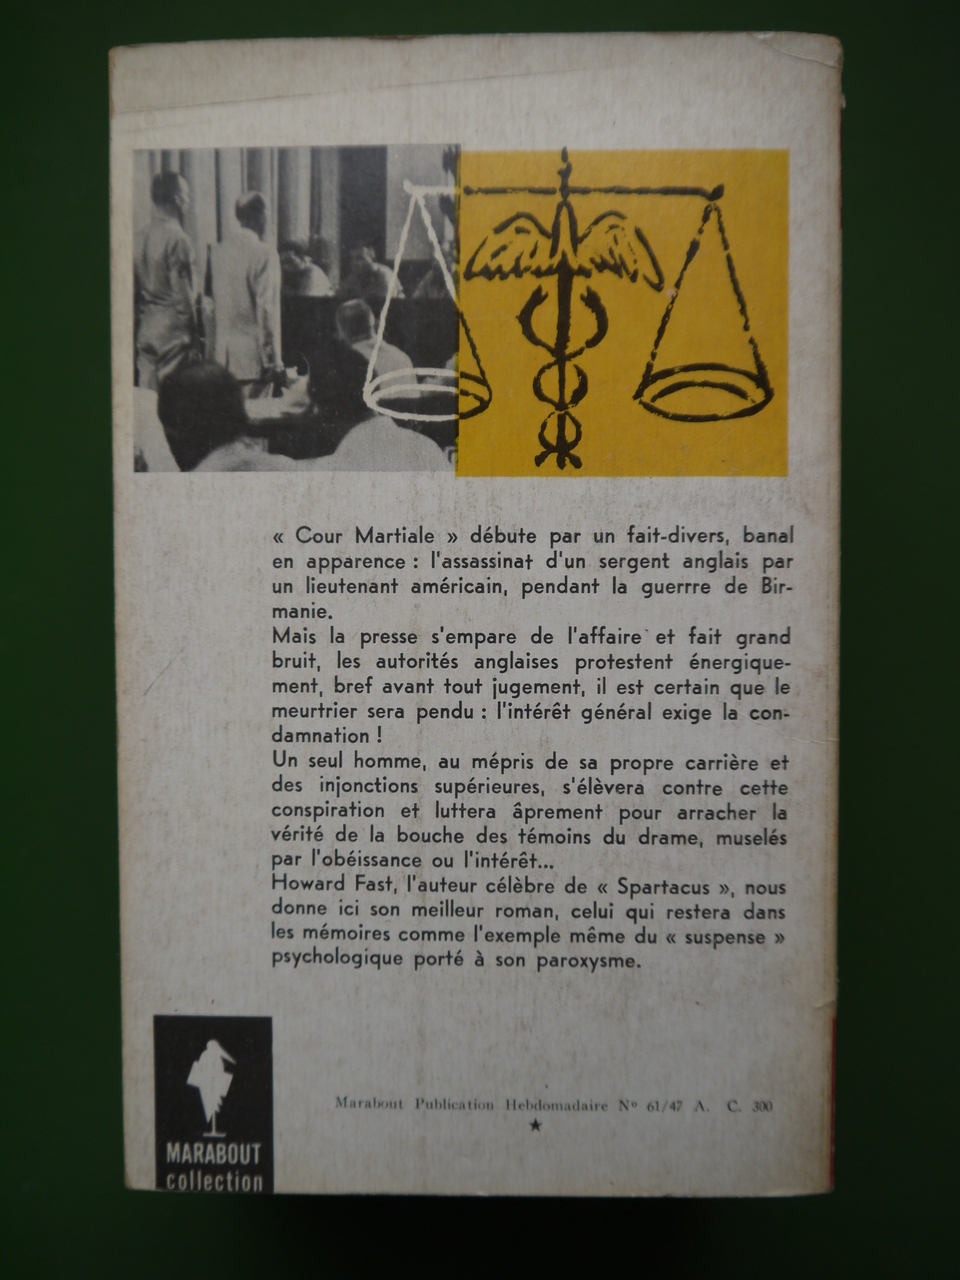 « Cour Martiale » débute par un fait-divers, banal
en apparence : l'assassinat d'un sergent anglais par
un lieutenant américain, pendant la guerrre de Bir-
manie.
Mais la presse s'empare de l'affaire et fait grand
bruit, les autorités anglaises protestent énergique-
ment, bref avant tout jugement, il est certain que le
meurtrier sera pendu : l'intérêt général exige la con-
damnation !
Un seul homme, au mépris de sa propre carrière et
des injonctions supérieures, s'élèvera contre cette
conspiration et luttera âprement pour arracher la
vérité de la bouche des témoins du drame, muselés
par l'obéissance ou l'intérêt...
Howard Fast, l'auteur célèbre de « Spartacus », nous
donne ici son meilleur roman, celui qui restera dans
les mémoires comme l'exemple même du « suspense »
psychologique porté à son paroxysme.
Marabout Publication Hebdomadaire Nº 61/47 A. C. 300
MARABOUT
collection